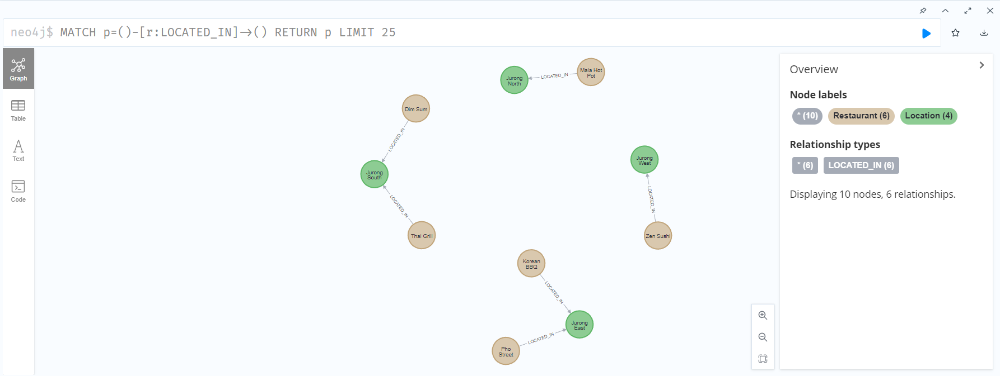 neo4j$ MATCH p=()-[r:LOCATED_IN]->() RETURN p LIMIT 25
Graph
Table
Text
Code
Jurong
North
LOCATED_IN
Mala Hot
Pot
Dim Sum
LOCATED_IN
Jurong
South
LOCATED_IN
Thai Grill
Jurong
West
LOCATED_IN
Zen Sushi
Korean
BBQ
LOCATED_IN
Jurong
East
LOCATED_IN
Pho
Street
Overview
Node labels
* (10) Restaurant (6) Location (4)
Relationship types
* (6) LOCATED_IN (6)
Displaying 10 nodes, 6 relationships.